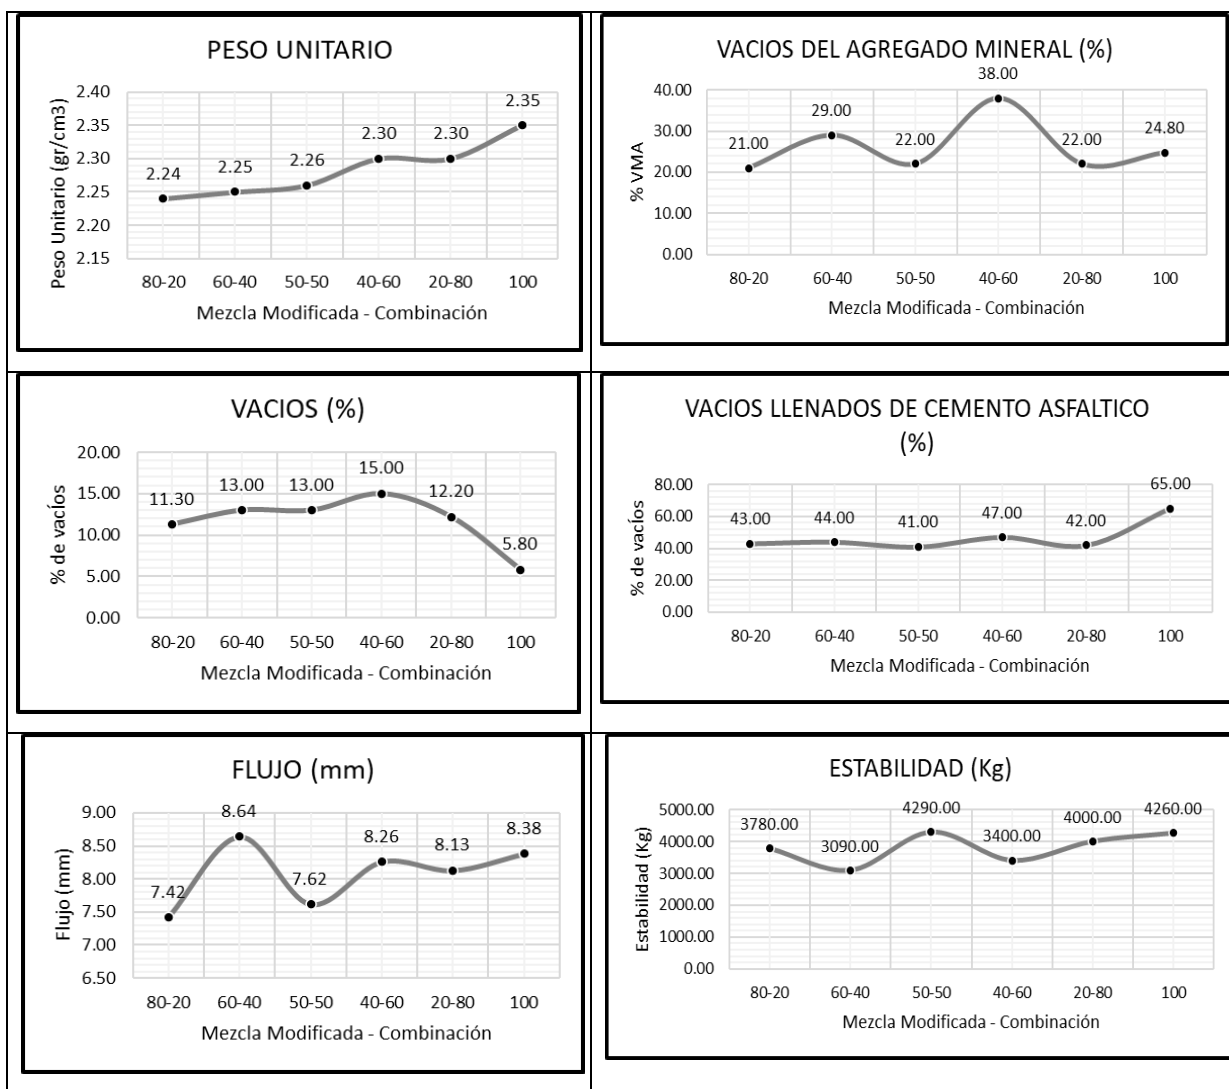 PESO UNITARIO
Peso Unitario (gr/cm3)
2.40
2.35
2.30
2.25
2.20
2.15
2.24
2.25
2.26
2.30
2.30
2.35
80-20 60-40 50-50 40-60 20-80 100
Mezcla Modificada - Combinación
VACIOS DEL AGREGADO MINERAL (%)
% VMA
40.00
30.00
20.00
10.00
0.00
21.00
29.00
22.00
38.00
22.00
24.80
80-20 60-40 50-50 40-60 20-80 100
Mezcla Modificada - Combinación
VACIOS (%)
% de vacíos
20.00
15.00
10.00
5.00
0.00
11.30
13.00
13.00
15.00
12.20
5.80
80-20 60-40 50-50 40-60 20-80 100
Mezcla Modificada - Combinación
VACIOS LLENADOS DE CEMENTO ASFALTICO
(%)
% de vacíos
80.00
60.00
40.00
20.00
0.00
43.00
44.00
41.00
47.00
42.00
65.00
80-20 60-40 50-50 40-60 20-80 100
Mezcla Modificada - Combinación
FLUJO (mm)
Flujo (mm)
9.00
8.50
8.00
7.50
7.00
6.50
7.42
8.64
7.62
8.26
8.13
8.38
80-20 60-40 50-50 40-60 20-80 100
Mezcla Modificada - Combinación
ESTABILIDAD (Kg)
Estabilidad (Kg)
5000.00
4000.00
3000.00
2000.00
1000.00
0.00
3780.00
3090.00
4290.00
3400.00
4000.00
4260.00
80-20 60-40 50-50 40-60 20-80 100
Mezcla Modificada - Combinación